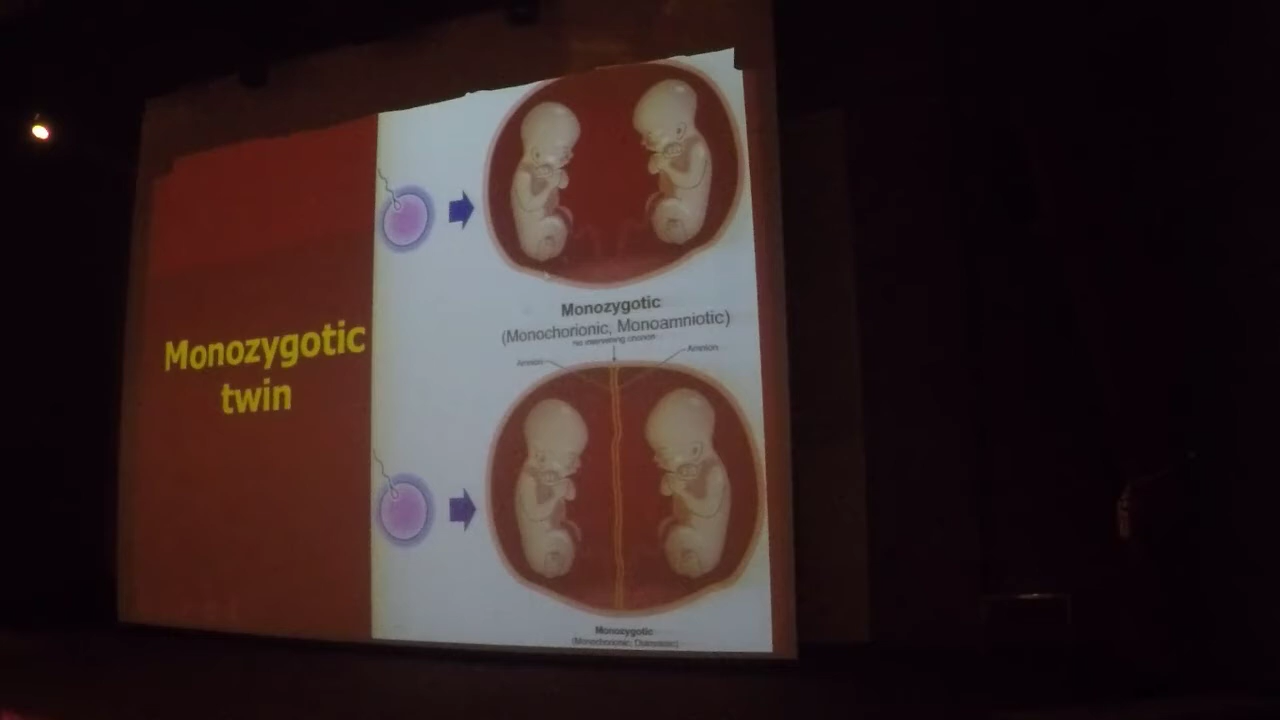 Monozygotic
twin
Monozygotic
(Monochorionic, Monoamniotic)
No intervening chorion
Amnion
Amnion
Monozygotic
(Monochorionic, Diamniotic)